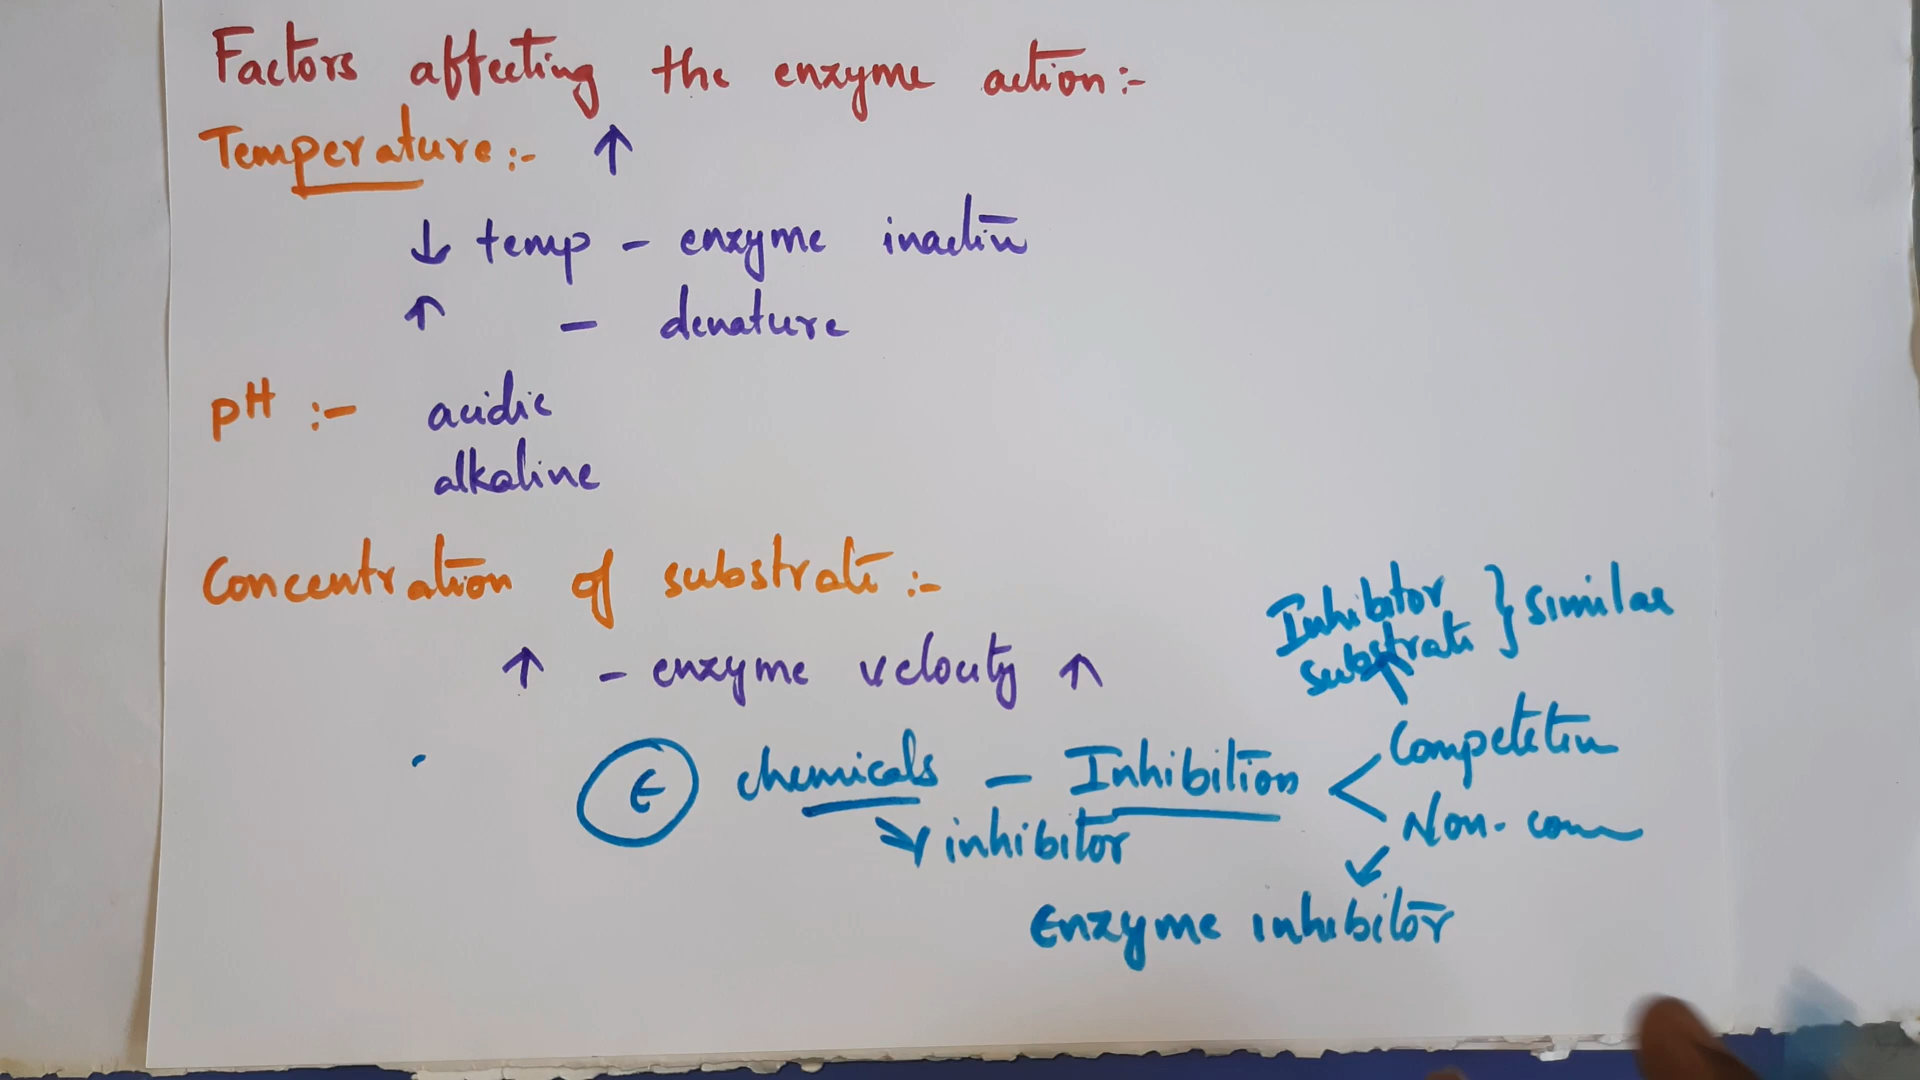 Factors affecting the enzyme action:-
Temperature:- ↑
↓ temp - enzyme inactive
↑ - denature
pH :- acidic
alkaline
Concentration of substrate :-
↑ - enzyme velocity ↑
Inhibitor
substrate } similar
E chemicals - Inhibition < Competitive
Non-com
inhibitor
Enzyme inhibitor